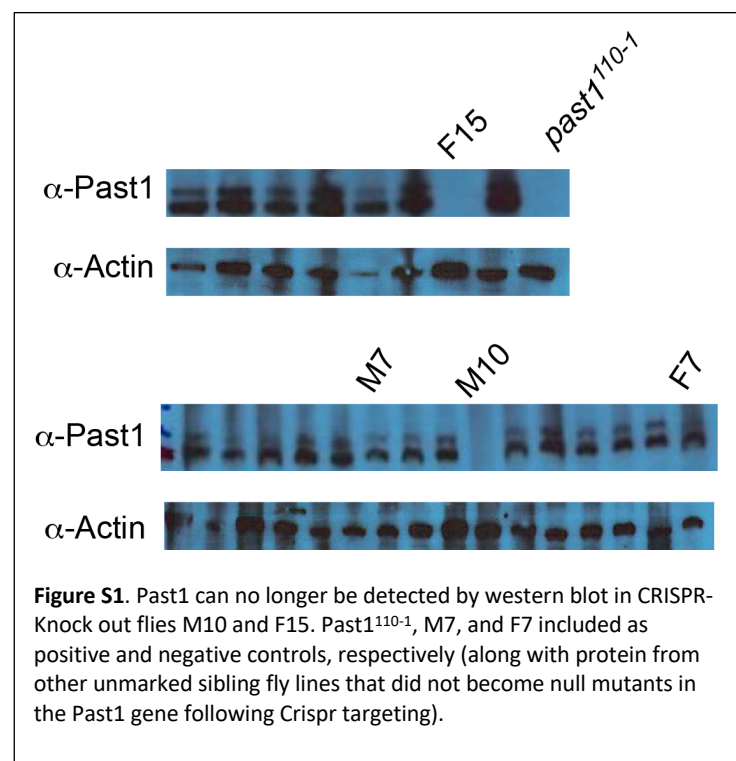 F15
past1110-1
α-Past1
α-Actin
M7
M10
F7
α-Past1
α-Actin
Figure S1. Past1 can no longer be detected by western blot in CRISPR-
Knock out flies M10 and F15. Past1110-1, M7, and F7 included as
positive and negative controls, respectively (along with protein from
other unmarked sibling fly lines that did not become null mutants in
the Past1 gene following Crispr targeting).